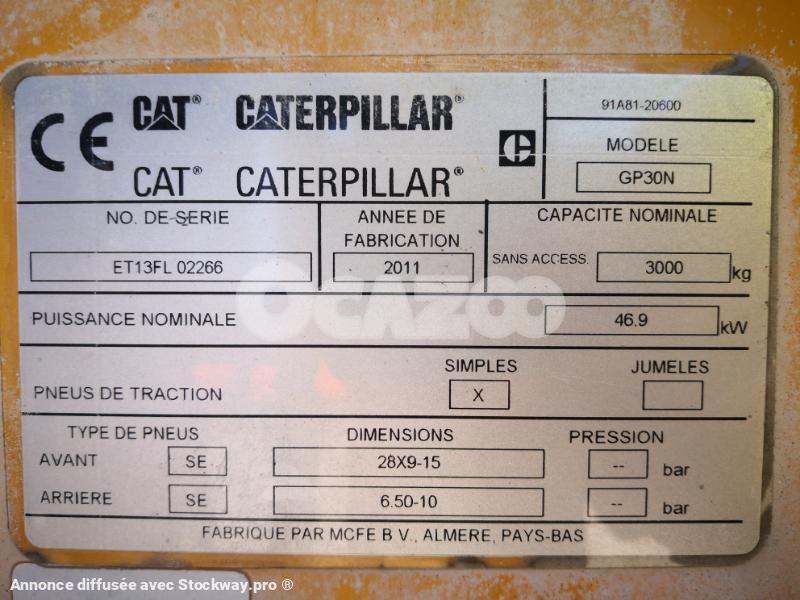 CE
CAT® CATERPILLAR®
CAT® CATERPILLAR®
91A81-20600
MODELE
GP30N
NO. DE SERIE
ET13FL 02266
ANNEE DE
FABRICATION
2011
CAPACITE NOMINALE
SANS ACCESS. 3000 kg
PUISSANCE NOMINALE 46.9 kW
SIMPLES JUMELES
PNEUS DE TRACTION X
TYPE DE PNEUS DIMENSIONS PRESSION
AVANT SE 28X9-15 -- bar
ARRIERE SE 6.50-10 -- bar
FABRIQUE PAR MCFE B V., ALMERE, PAYS-BAS
OCAZOO
Annonce diffusée avec Stockway.pro ®